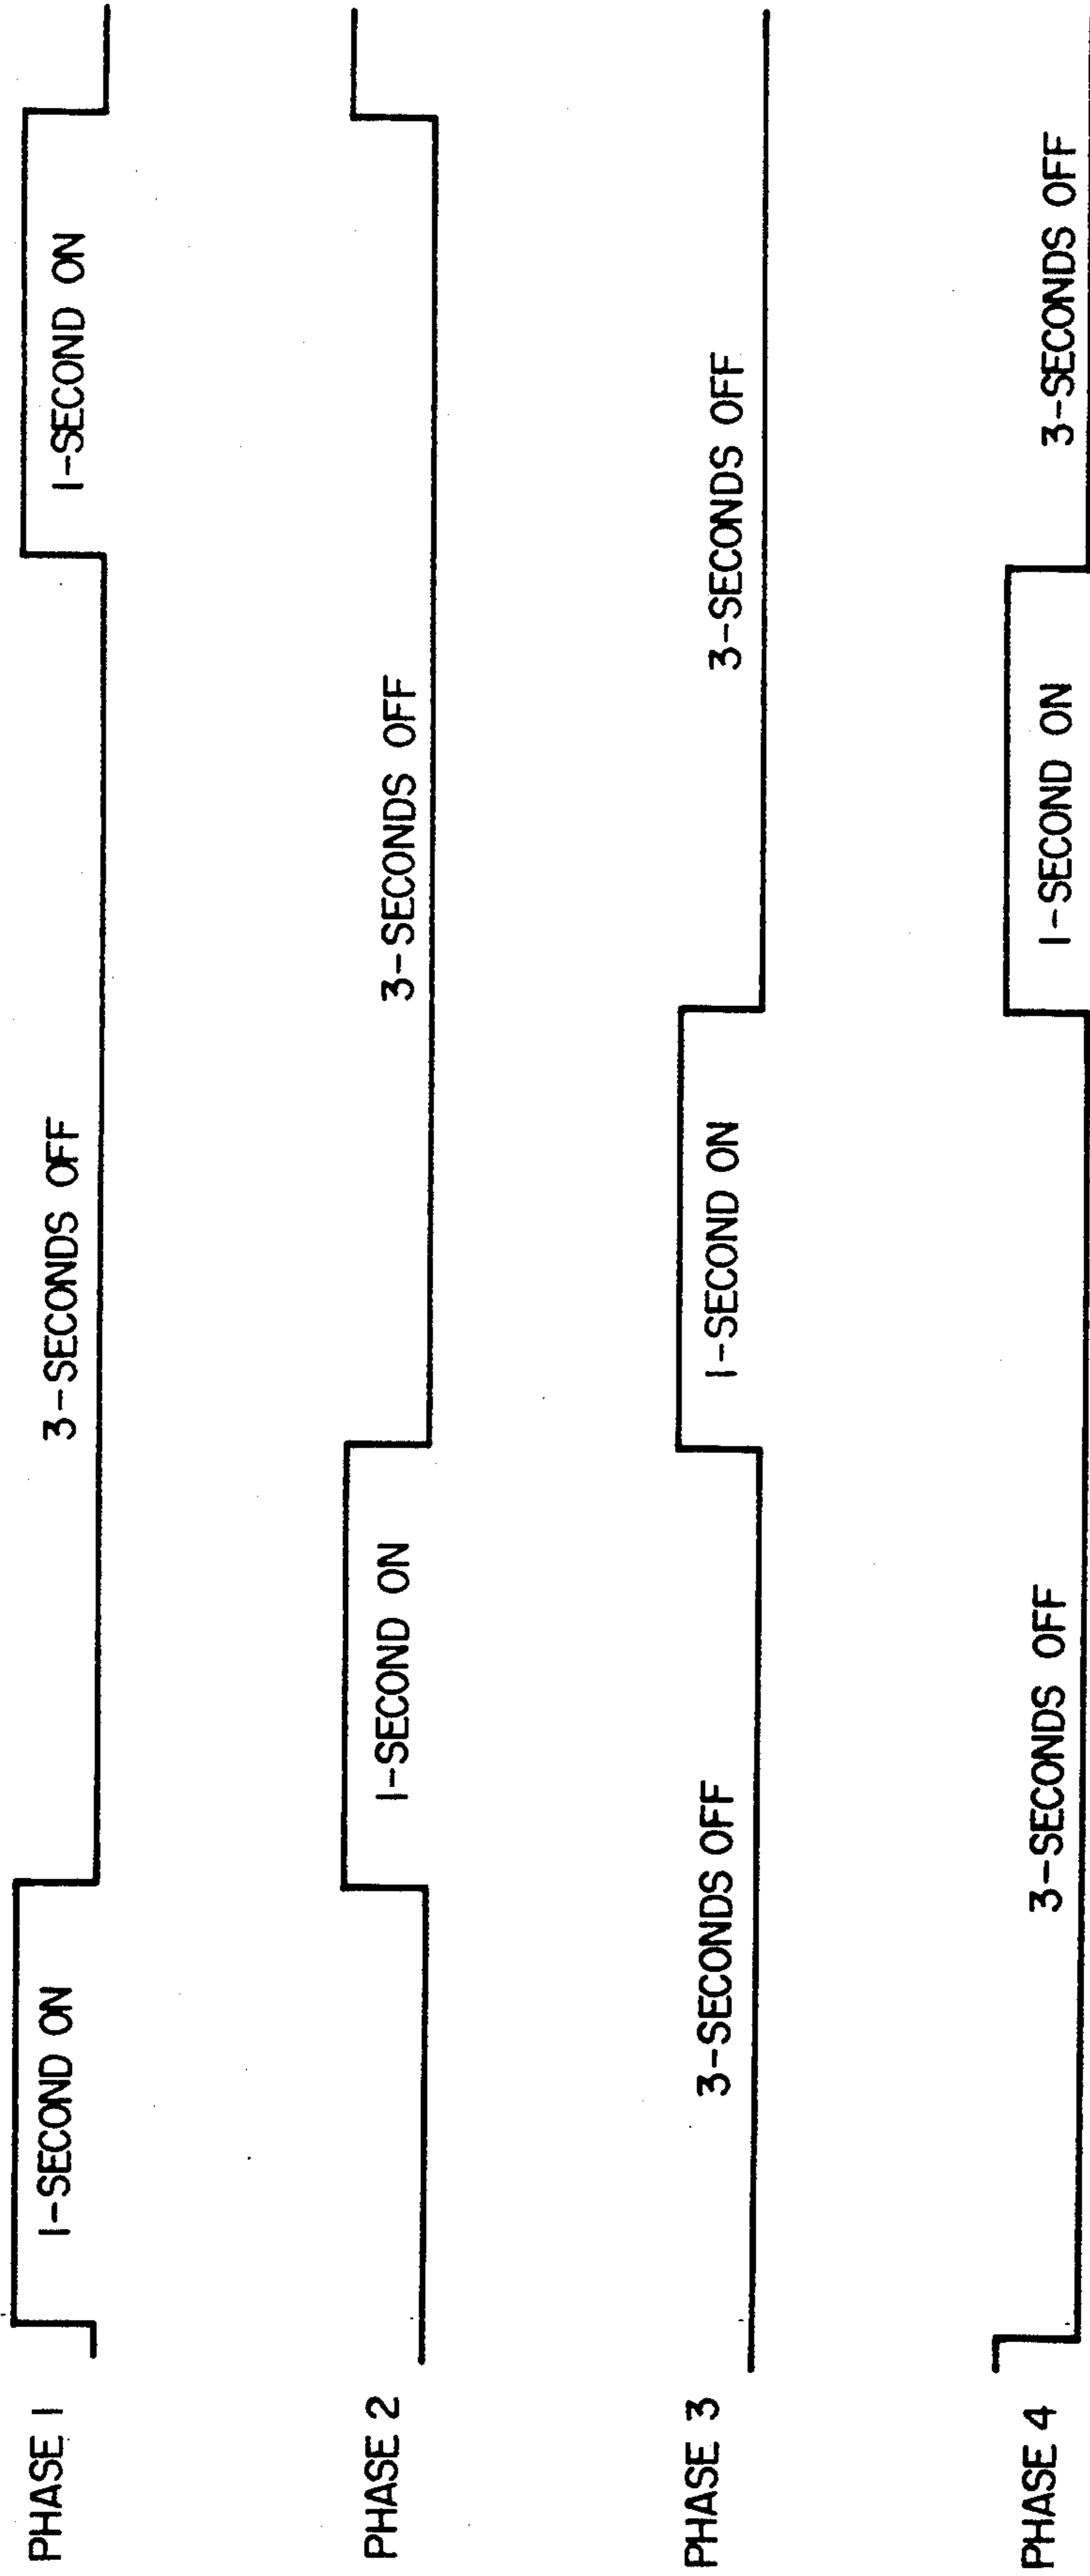 PHASE 1
1-SECOND ON
3-SECONDS OFF
1-SECOND ON
PHASE 2
1-SECOND ON
3-SECONDS OFF
PHASE 3
3-SECONDS OFF
1-SECOND ON
3-SECONDS OFF
PHASE 4
3-SECONDS OFF
1-SECOND ON
3-SECONDS OFF